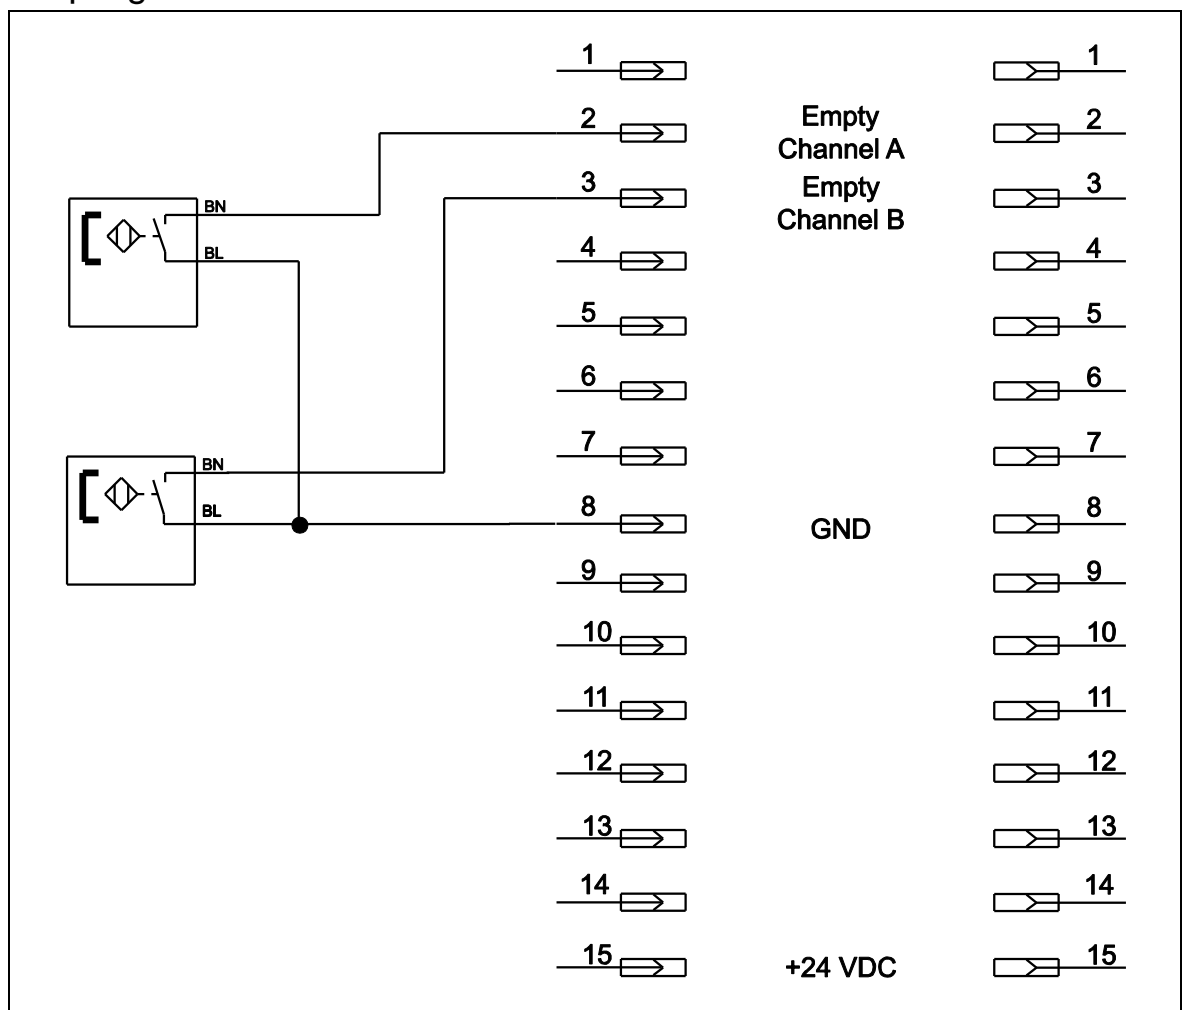 1 1
2 Empty 2
Channel A
3 Empty 3
Channel B
BN
4 4
BL
5 5
6 6
7 7
BN
8 GND 8
BL
9 9
10 10
11 11
12 12
13 13
14 14
15 +24 VDC 15